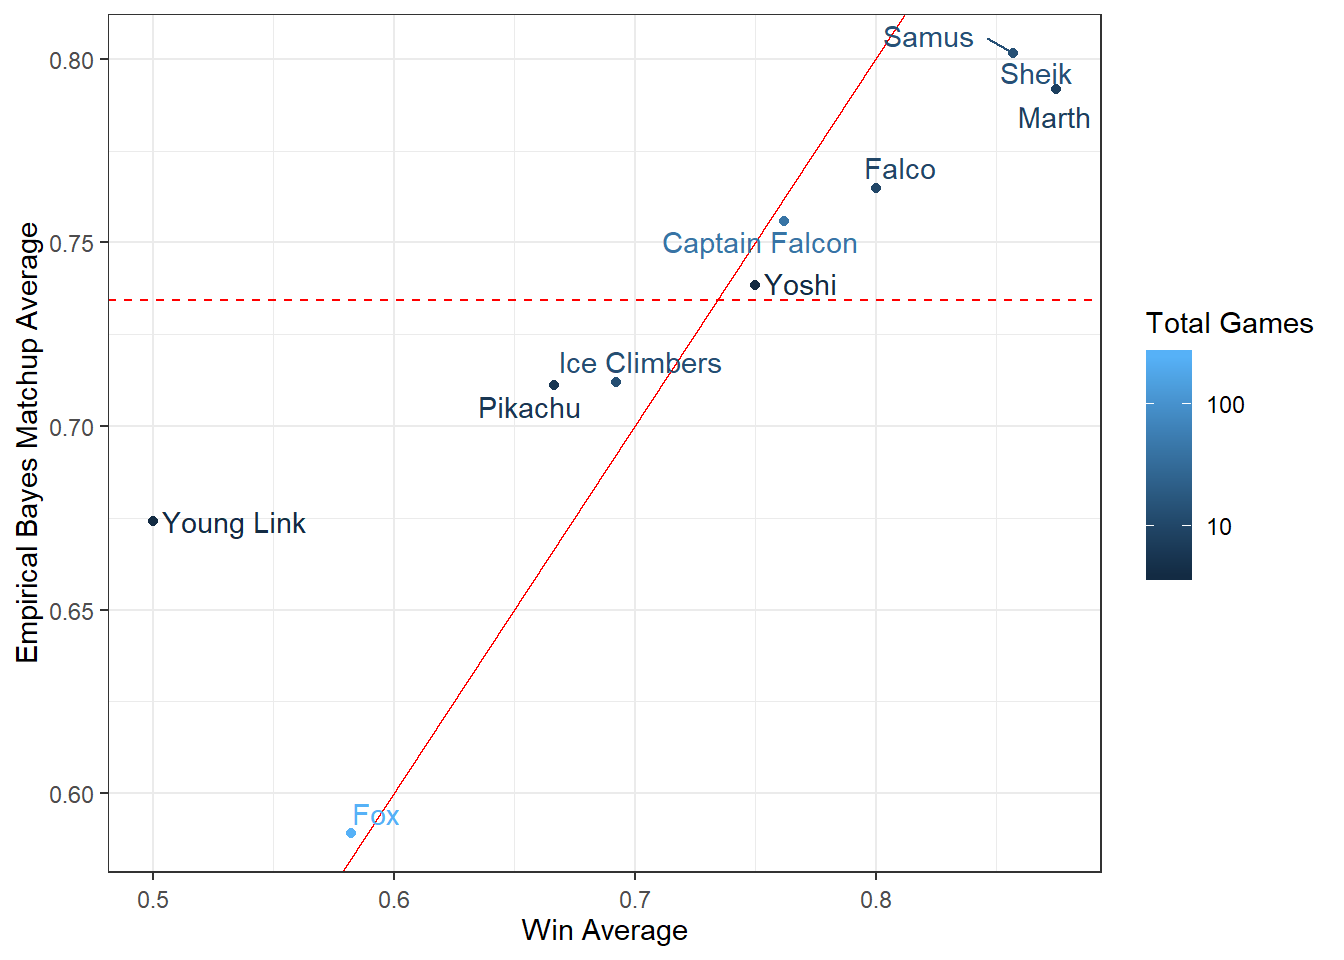 Samus
0.80
Sheik
Marth
Falco
0.75
Captain Falcon
Yoshi
Ice Climbers
Pikachu
0.70
Young Link
0.65
0.60
Fox
0.5
0.6
0.7
0.8
Win Average
Empirical Bayes Matchup Average
Total Games
100
10